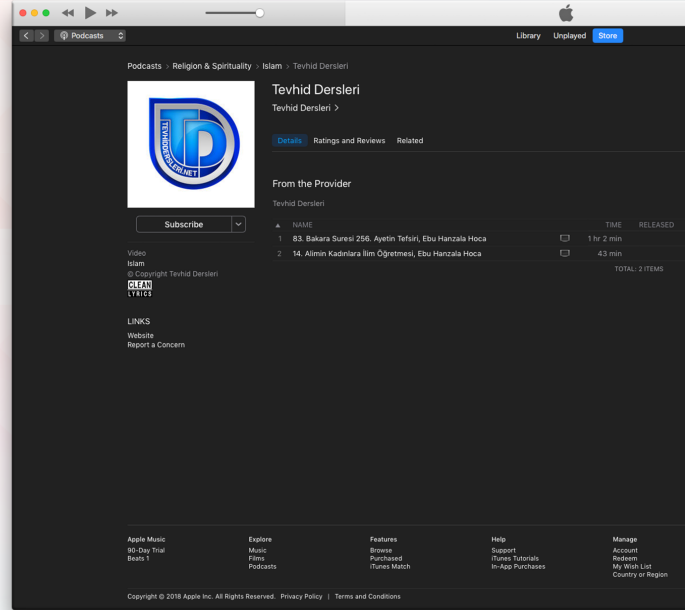 Podcasts
Library Unplayed Store
Podcasts > Religion & Spirituality > Islam > Tevhid Dersleri
TD
TEVHIDDERSLERI.NET
Tevhid Dersleri
Tevhid Dersleri >
Details Ratings and Reviews Related
From the Provider
Tevhid Dersleri
NAME TIME RELEASED
1 83. Bakara Suresi 256. Ayetin Tefsiri, Ebu Hanzala Hoca 1 hr 2 min
2 14. Alimin Kadınlara İlim Öğretmesi, Ebu Hanzala Hoca 43 min
TOTAL: 2 ITEMS
Subscribe
Video
Islam
© Copyright Tevhid Dersleri
CLEAN
LYRICS
LINKS
Website
Report a Concern
Apple Music
90-Day Trial
Beats 1
Explore
Music
Films
Podcasts
Features
Browse
Purchased
iTunes Match
Help
Support
iTunes Tutorials
In-App Purchases
Manage
Account
Redeem
My Wish List
Country or Region
Copyright © 2018 Apple Inc. All Rights Reserved. Privacy Policy | Terms and Conditions